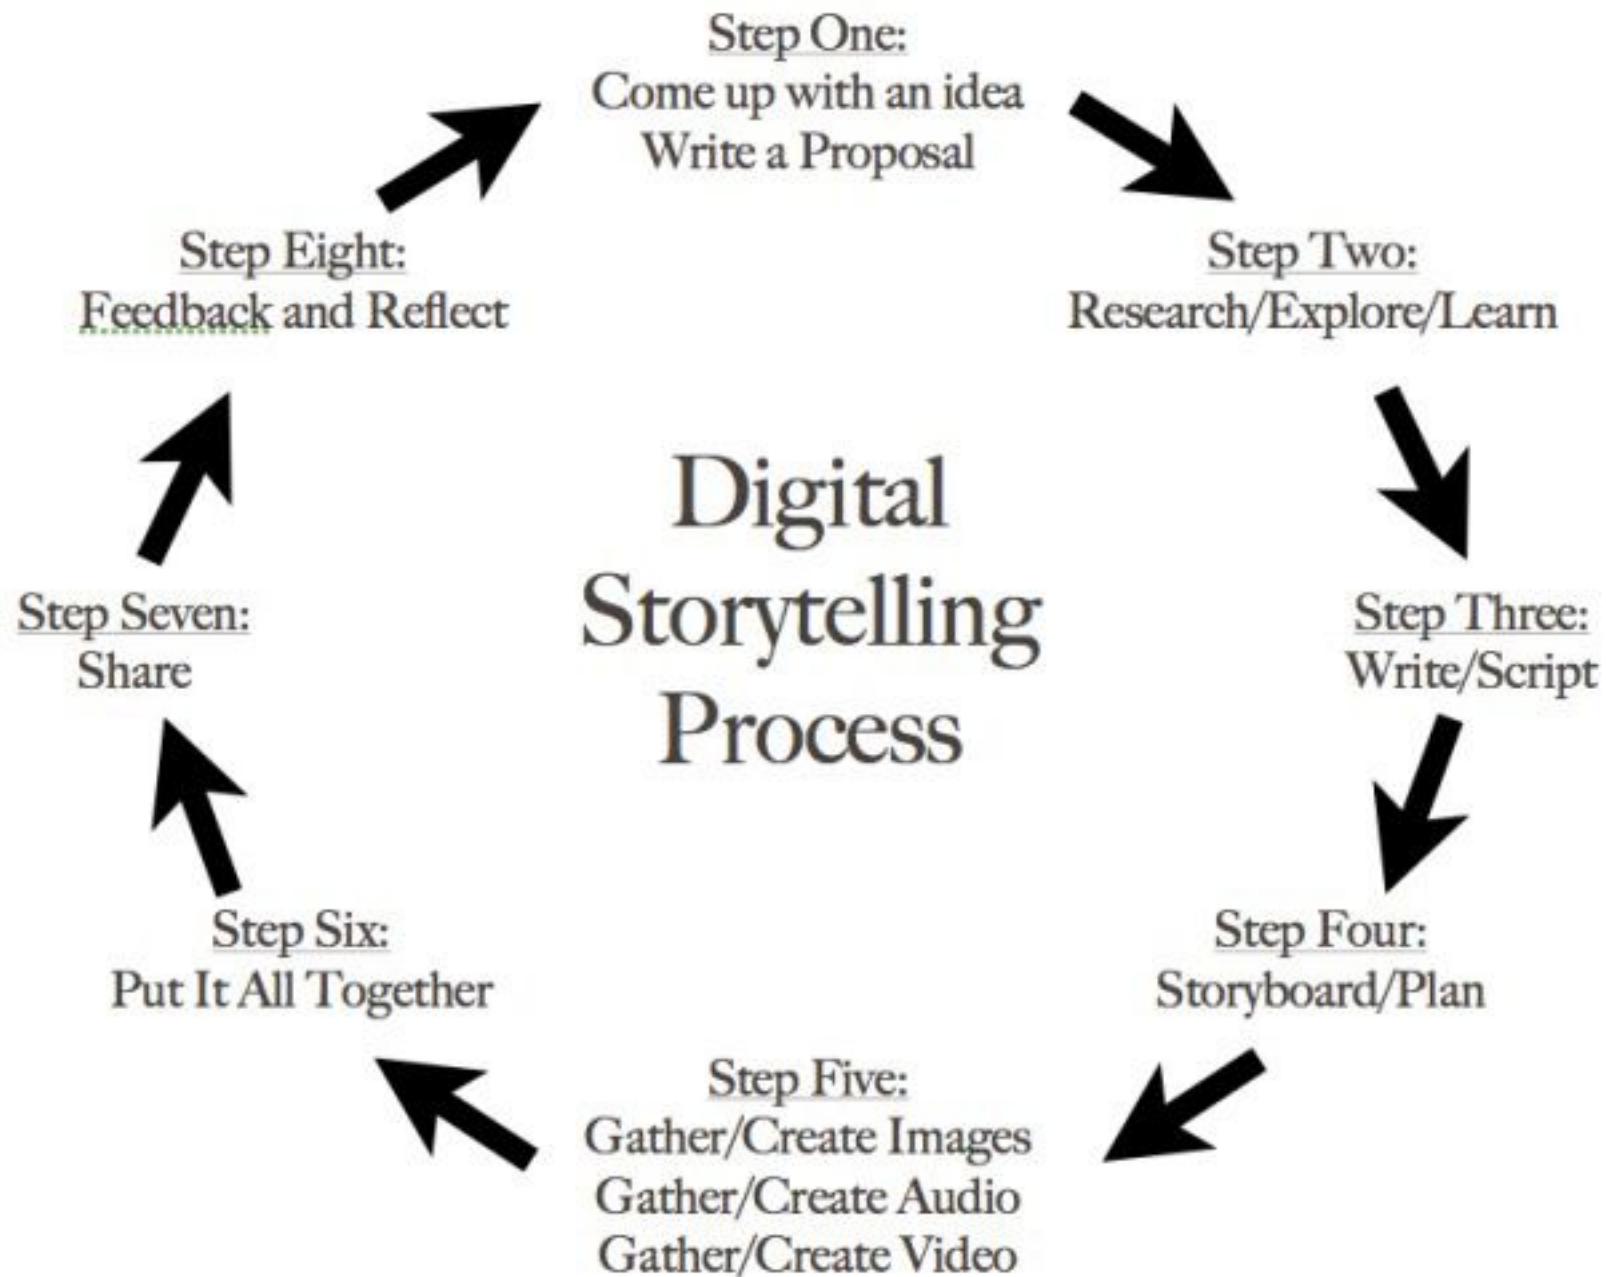 Step One:
Come up with an idea
Write a Proposal
Step Two:
Research/Explore/Learn
Step Three:
Write/Script
Step Four:
Storyboard/Plan
Step Five:
Gather/Create Images
Gather/Create Audio
Gather/Create Video
Step Six:
Put It All Together
Step Seven:
Share
Step Eight:
Feedback and Reflect
Digital
Storytelling
Process